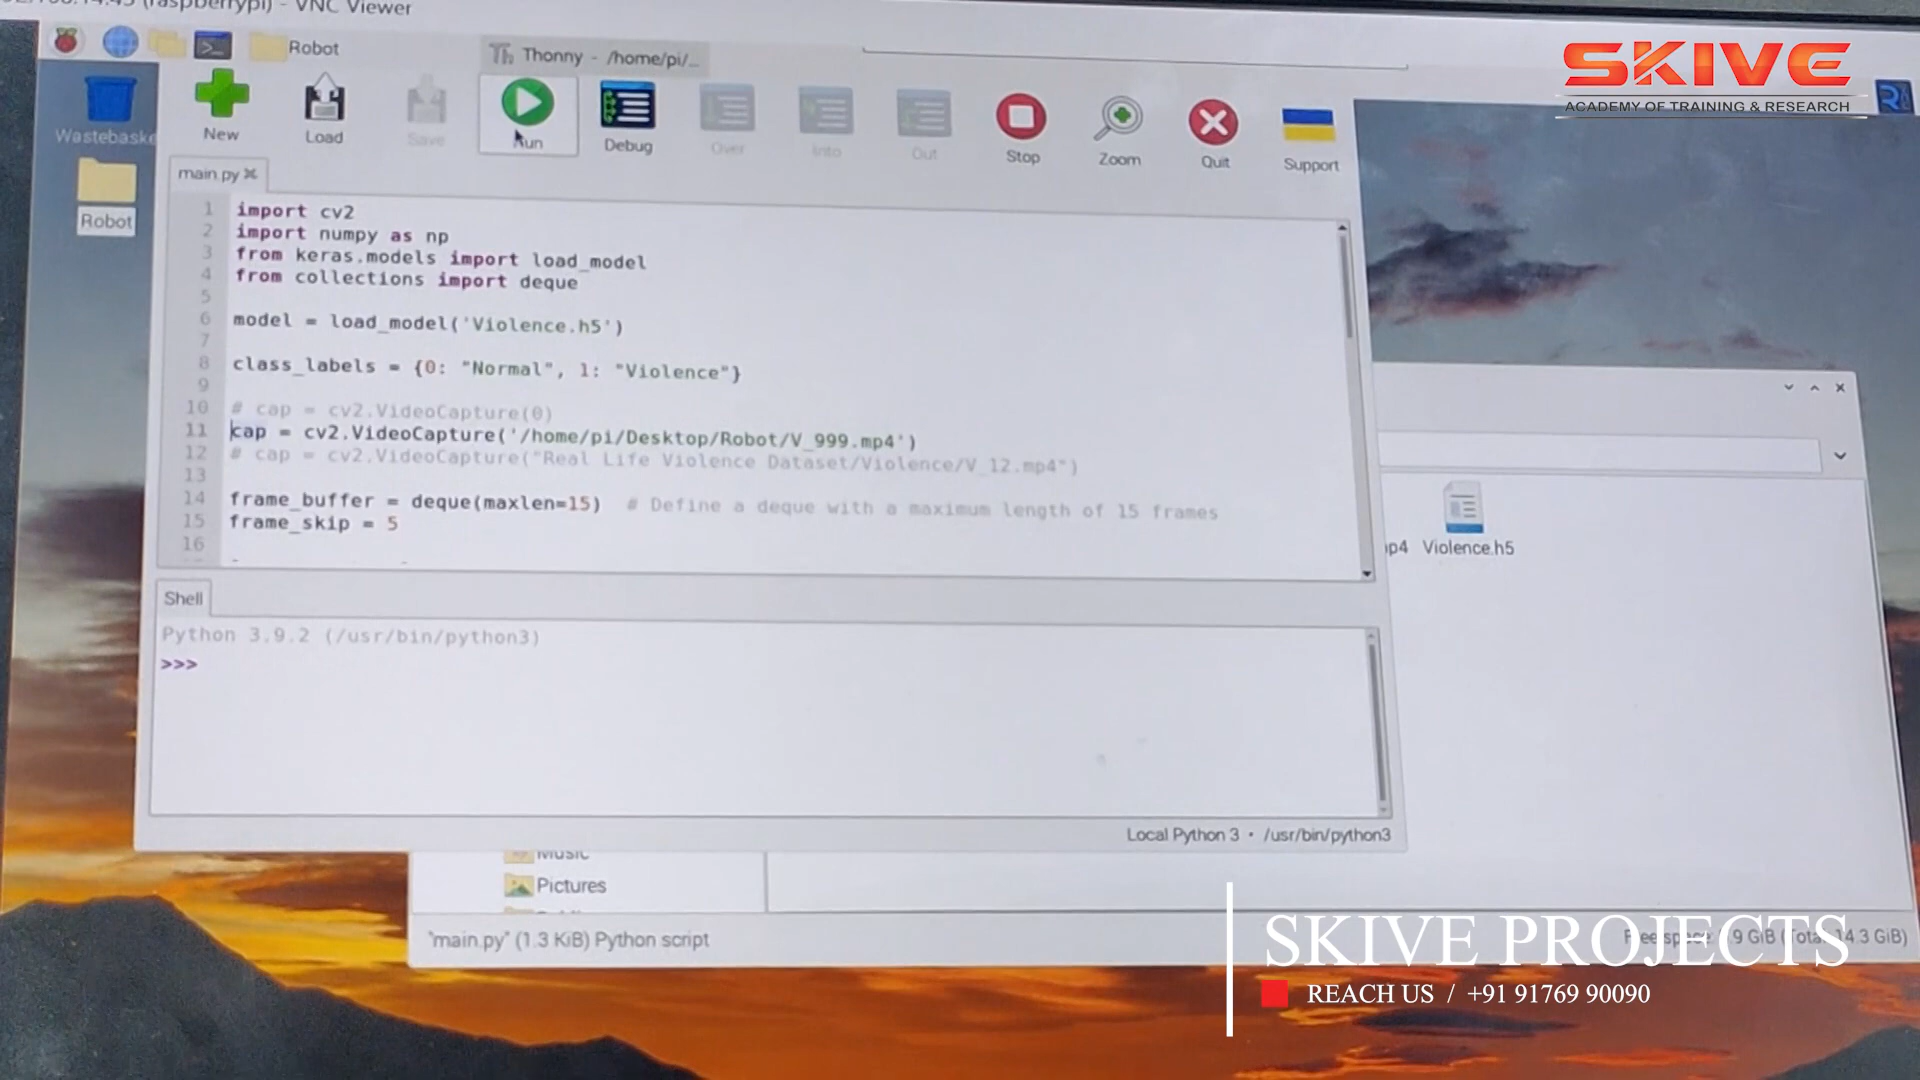 (raspberrypi) - VNC Viewer
Robot
Thonny - /home/pi/...
SKIVE
ACADEMY OF TRAINING & RESEARCH
Wastebaske
New
Load
Save
Run
Debug
Over
Into
Out
Stop
Zoom
Quit
Support
Robot
main.py
1 import cv2
2 import numpy as np
3 from keras.models import load_model
4 from collections import deque
5
6 model = load_model('Violence.h5')
7
8 class_labels = {0: "Normal", 1: "Violence"}
9
10 # cap = cv2.VideoCapture(0)
11 cap = cv2.VideoCapture('/home/pi/Desktop/Robot/V_999.mp4')
12 # cap = cv2.VideoCapture("Real Life Violence Dataset/Violence/V_12.mp4")
13
14 frame_buffer = deque(maxlen=15) # Define a deque with a maximum length of 15 frames
15 frame_skip = 5
16
p4 Violence.h5
Shell
Python 3.9.2 (/usr/bin/python3)
>>>
Local Python 3 • /usr/bin/python3
Music
Pictures
"main.py" (1.3 KiB) Python script
14.3 GiB)
SKIVE PROJECTS
REACH US / +91 91769 90090